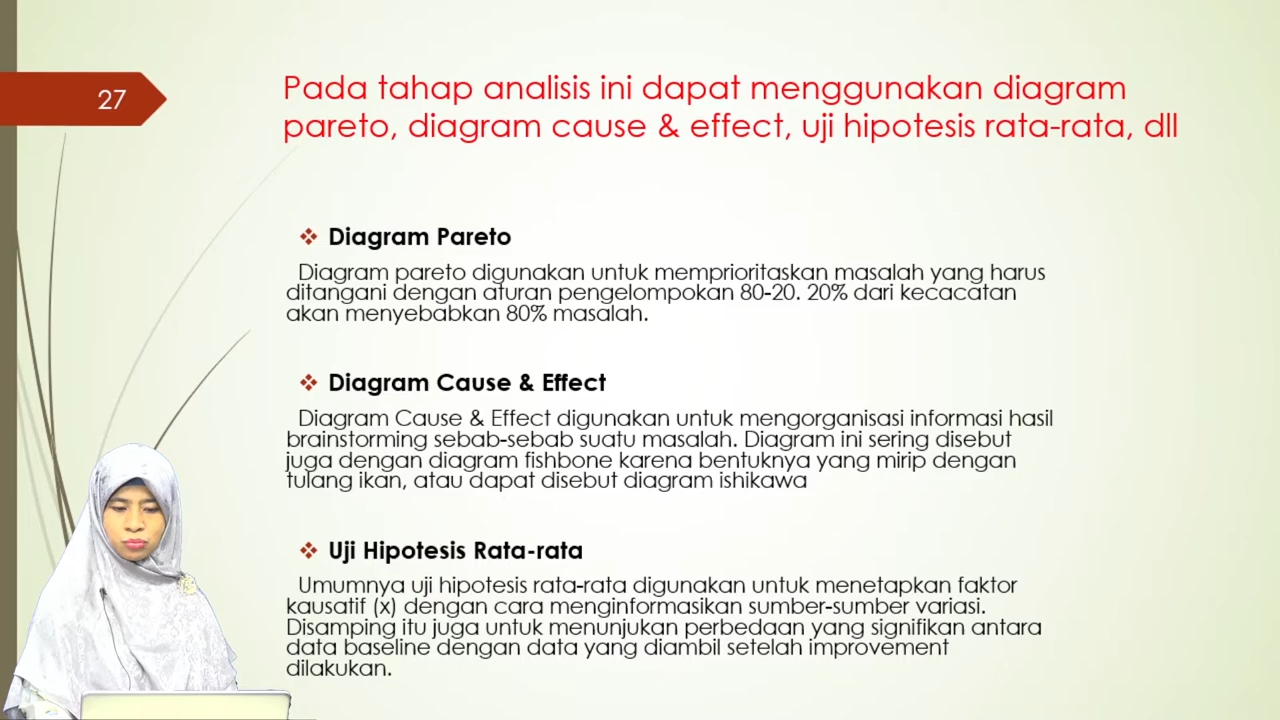 27
Pada tahap analisis ini dapat menggunakan diagram
pareto, diagram cause & effect, uji hipotesis rata-rata, dll
Diagram Pareto
Diagram pareto digunakan untuk memprioritaskan masalah yang harus
ditangani dengan aturan pengelompokan 80-20. 20% dari kecacatan
akan menyebabkan 80% masalah.
Diagram Cause & Effect
Diagram Cause & Effect digunakan untuk mengorganisasi informasi hasil
brainstorming sebab-sebab suatu masalah. Diagram ini sering disebut
juga dengan diagram fishbone karena bentuknya yang mirip dengan
tulang ikan, atau dapat disebut diagram ishikawa
Uji Hipotesis Rata-rata
Umumnya uji hipotesis rata-rata digunakan untuk menetapkan faktor
kausatif (x) dengan cara menginformasikan sumber-sumber variasi.
Disamping itu juga untuk menunjukan perbedaan yang signifikan antara
data baseline dengan data yang diambil setelah improvement
dilakukan.